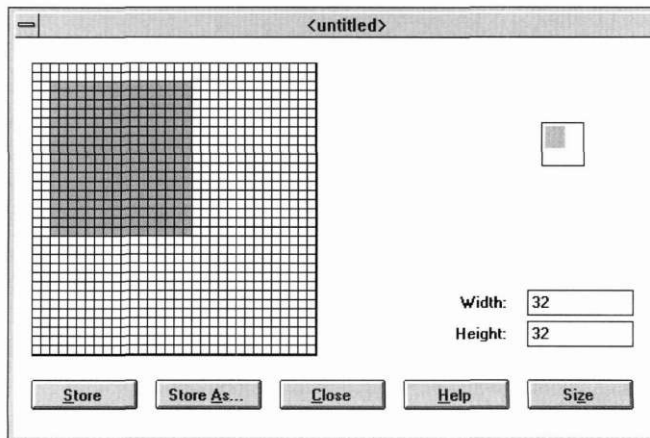 <untitled>
Width: 32
Height: 32
Store Store As... Close Help Size